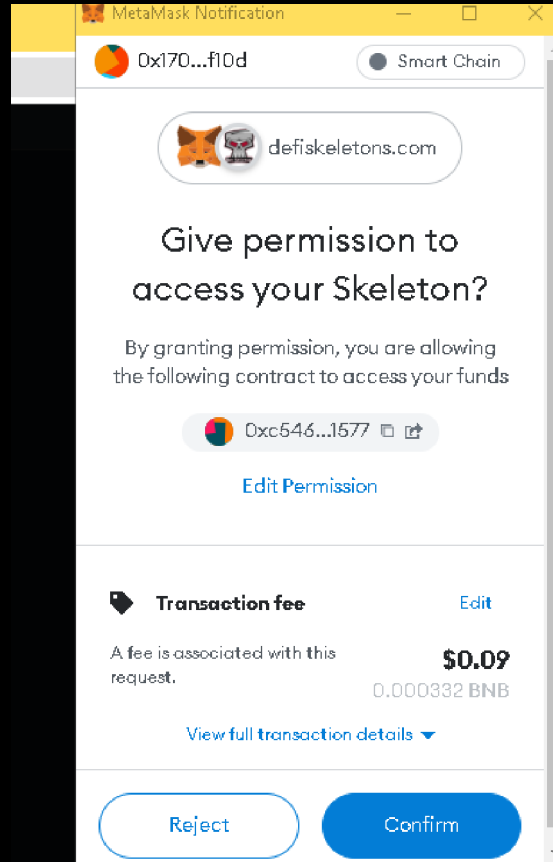 MetaMask Notification
0x170...f10d
Smart Chain
defiskeletons.com
Give permission to
access your Skeleton?
By granting permission, you are allowing
the following contract to access your funds
0xc546...1577
Edit Permission
Transaction fee
Edit
A fee is associated with this
request.
$0.09
0.000332 BNB
View full transaction details
Reject
Confirm